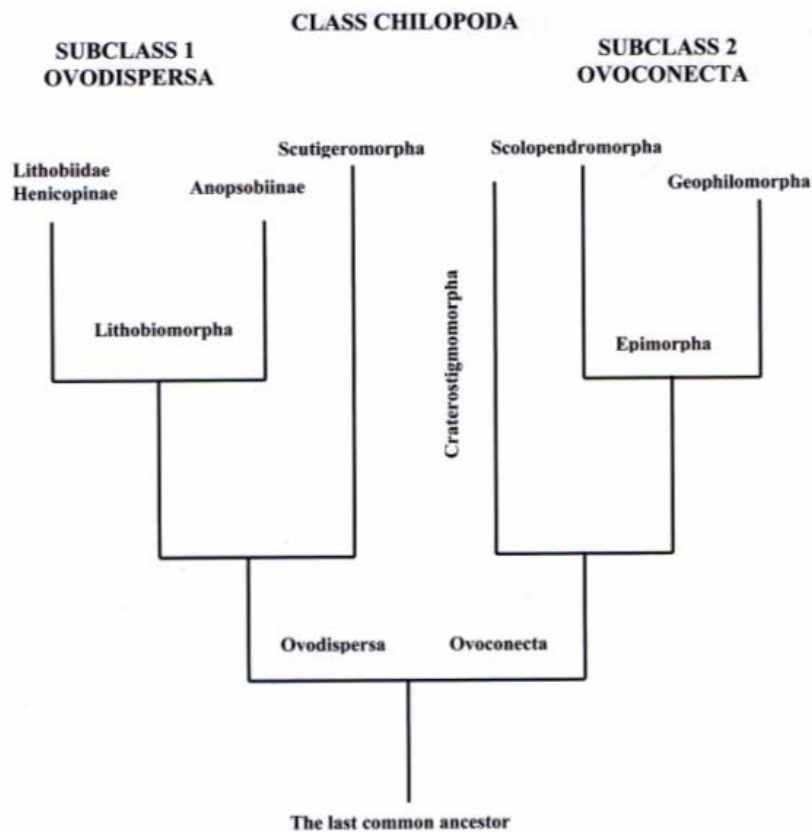 CLASS CHILOPODA
SUBCLASS 1
OVODISPERSA
SUBCLASS 2
OVOCONECTA
Lithobiidae
Henicopinae
Anopsobiinae
Scutigeromorpha
Scolopendromorpha
Geophilomorpha
Lithobiomorpha
Craterostigmomorpha
Epimorpha
Ovodispersa
Ovoconecta
The last common ancestor